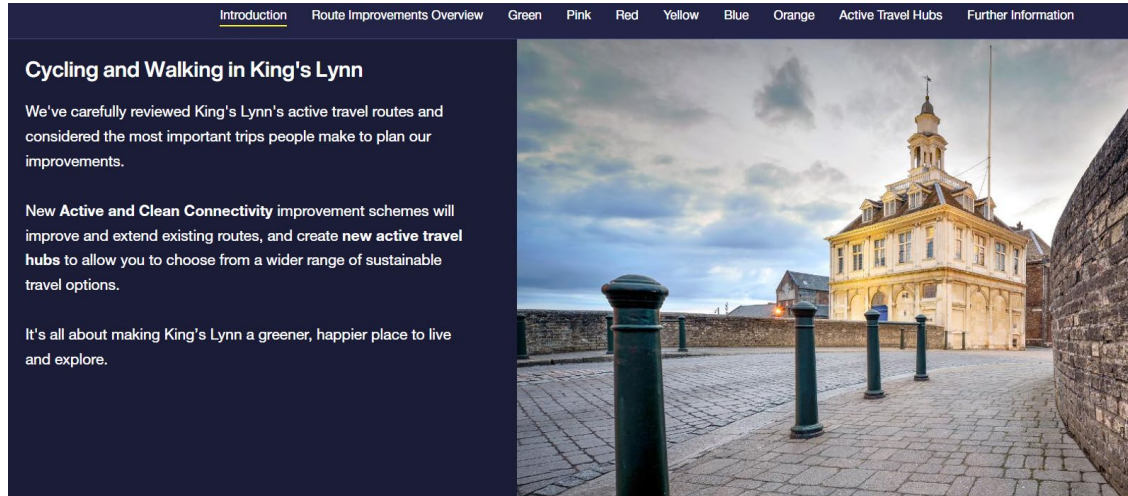 Introduction Route Improvements Overview Green Pink Red Yellow Blue Orange Active Travel Hubs Further Information
Cycling and Walking in King's Lynn
We've carefully reviewed King's Lynn's active travel routes and
considered the most important trips people make to plan our
improvements.
New Active and Clean Connectivity improvement schemes will
improve and extend existing routes, and create new active travel
hubs to allow you to choose from a wider range of sustainable
travel options.
It's all about making King's Lynn a greener, happier place to live
and explore.